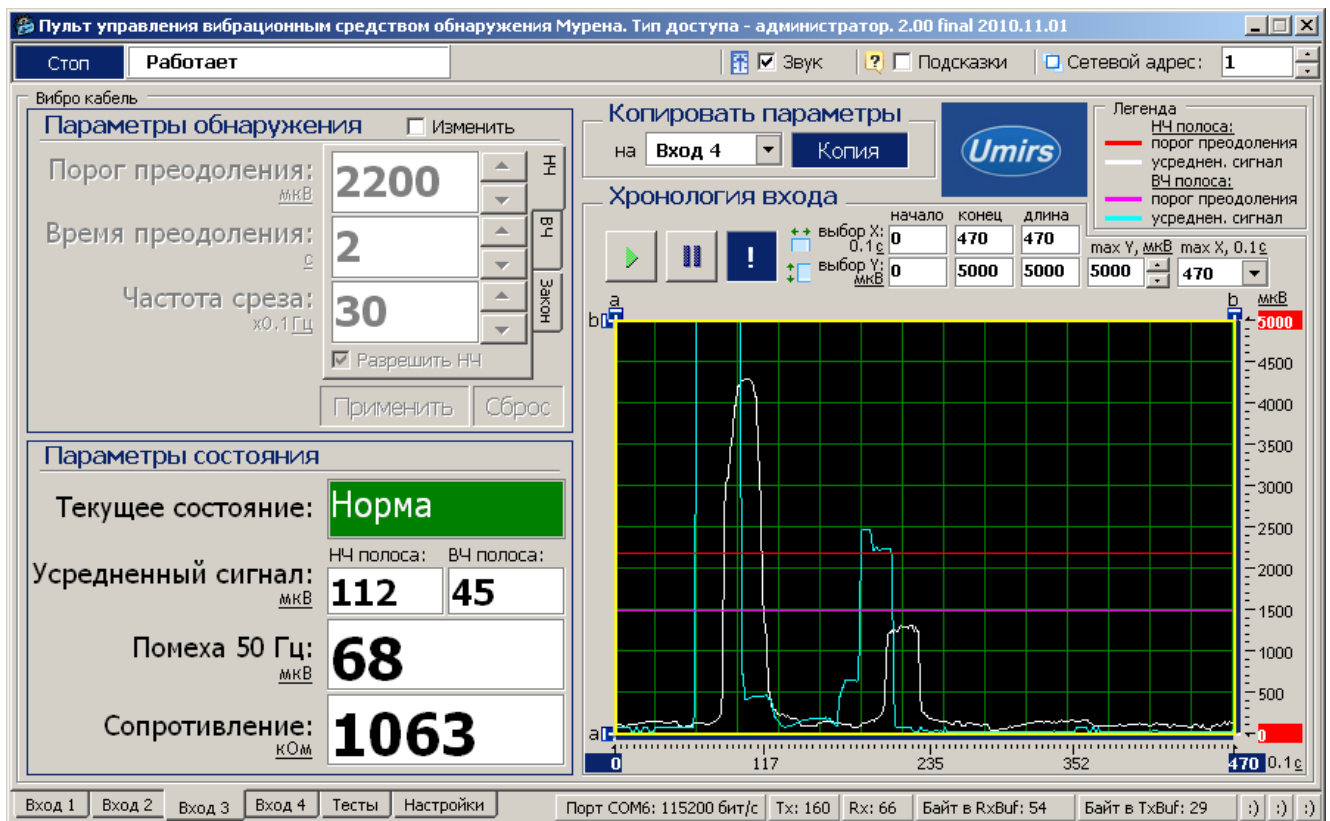 Пульт управления вибрационным средством обнаружения Мурена. Тип доступа - администратор. 2.00 final 2010.11.01
Стоп Работает Звук Подсказки Сетевой адрес: 1
Вибро кабель
Параметры обнаружения Изменить
Порог преодоления: 2200
мкВ
Время преодоления: 2
с
Частота среза: 30
x0.1 Гц
НЧ
ВЧ
Закон
Разрешить НЧ
Применить Сброс
Параметры состояния
Текущее состояние: Норма
НЧ полоса: ВЧ полоса:
Усредненный сигнал: 112 45
мкВ
Помеха 50 Гц: 68
мкВ
Сопротивление: 1063
кОм
Копировать параметры
на Вход 4 Копия
Umirs
Легенда
НЧ полоса:
порог преодоления
усреднен. сигнал
ВЧ полоса:
порог преодоления
усреднен. сигнал
Хронология входа
начало конец длина
выбор X: 0 470 470
0.1 с
выбор Y: 0 5000 5000
мкВ
max Y, мкВ max X, 0.1с
5000 470
a b мкВ
b 5000
4500
4000
3500
3000
2500
2000
1500
1000
500
a 0
0 117 235 352 470 0.1с
Вход 1 Вход 2 Вход 3 Вход 4 Тесты Настройки
Порт COM6: 115200 бит/с Tx: 160 Rx: 66 Байт в RxBuf: 54 Байт в TxBuf: 29 :) :) :)